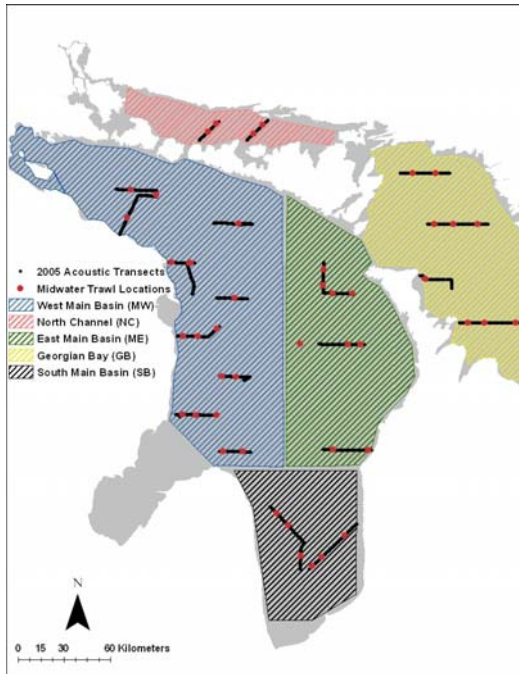 2005 Acoustic Transects
Midwater Trawl Locations
West Main Basin (MW)
North Channel (NC)
East Main Basin (ME)
Georgian Bay (GB)
South Main Basin (SB)
N
0 15 30 60 Kilometers